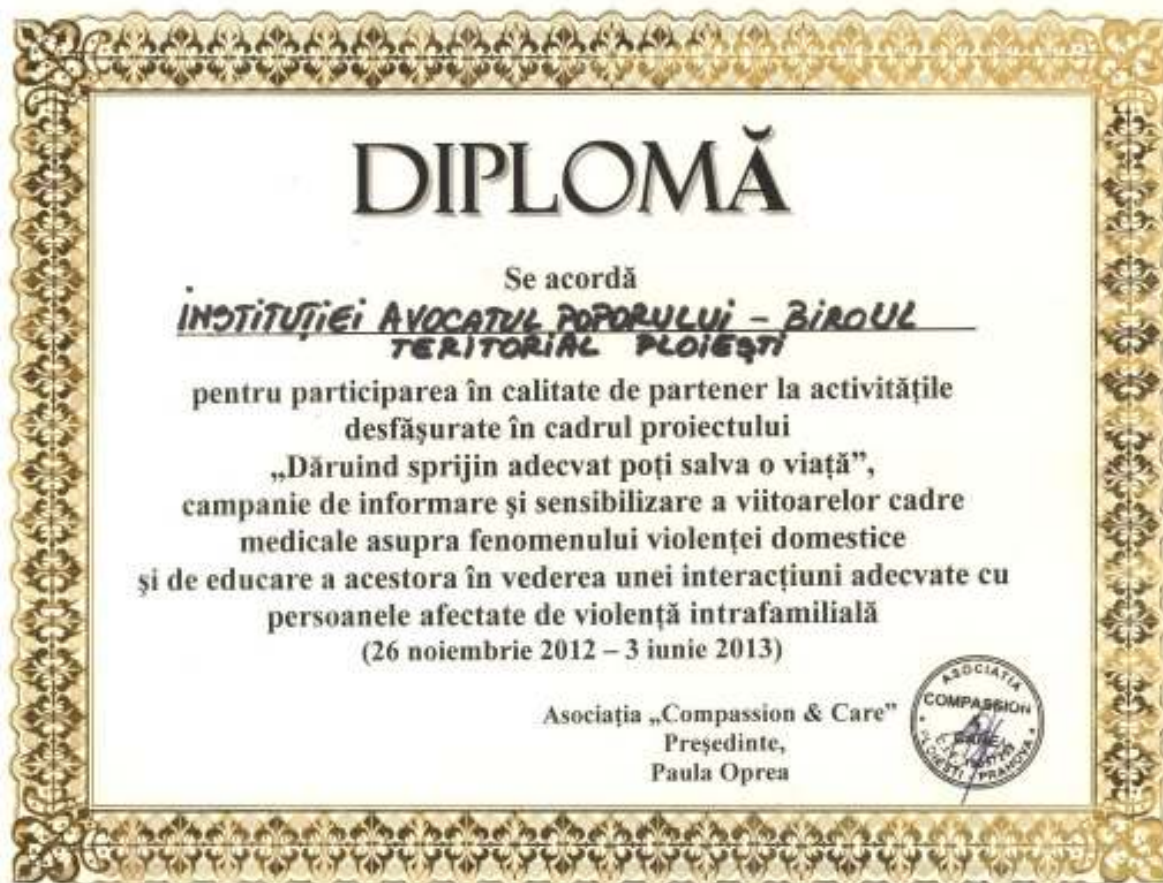 DIPLOMĂ
Se acordă
INSTITUȚIEI AVOCATUL POPORULUI – BIROUL
TERITORIAL PLOIEȘTI
pentru participarea în calitate de partener la activitățile
desfășurate în cadrul proiectului
„Dăruind sprijin adecvat poți salva o viață”,
campanie de informare și sensibilizare a viitoarelor cadre
medicale asupra fenomenului violenței domestice
și de educare a acestora în vederea unei interacțiuni adecvate cu
persoanele afectate de violență intrafamilială
(26 noiembrie 2012 – 3 iunie 2013)
Asociația „Compassion & Care”
Președinte,
Paula Oprea
ASOCIATIA
COMPASSION
PLOIESTI PRAHOVA